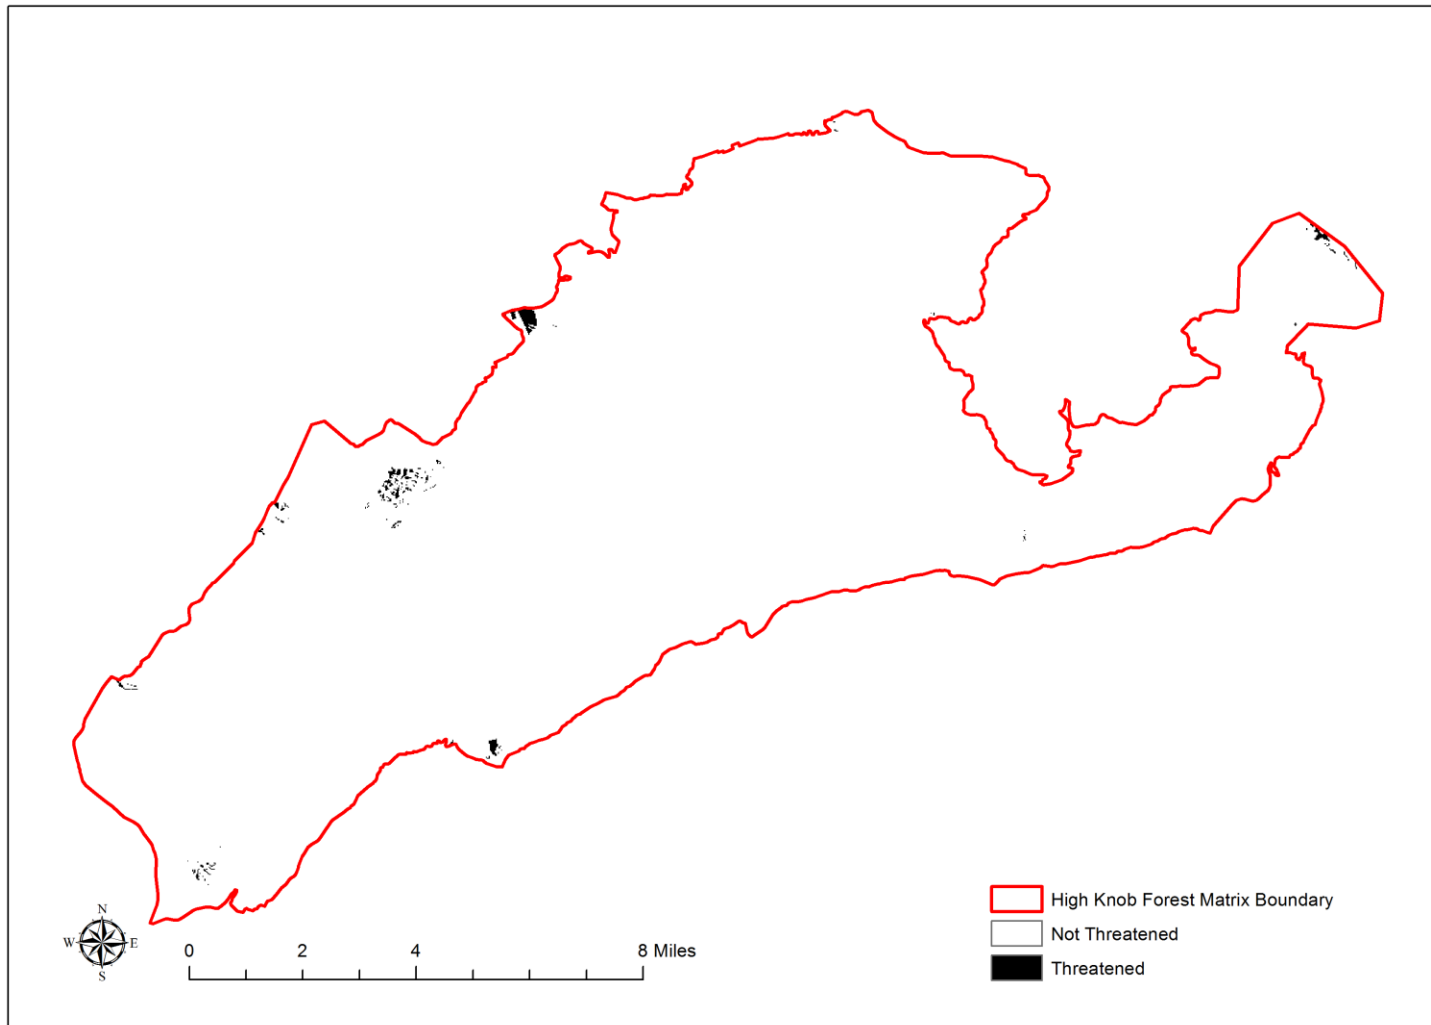 High Knob Forest Matrix Boundary
Not Threatened
Threatened
N
W E
S
0 2 4 8 Miles